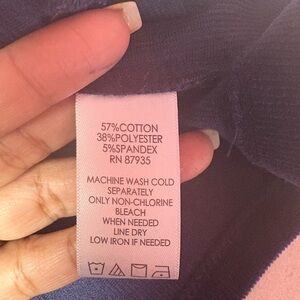 57%COTTON
38%POLYESTER
5%SPANDEX
RN 87935
MACHINE WASH COLD
SEPARATELY
ONLY NON-CHLORINE
BLEACH
WHEN NEEDED
LINE DRY
LOW IRON IF NEEDED